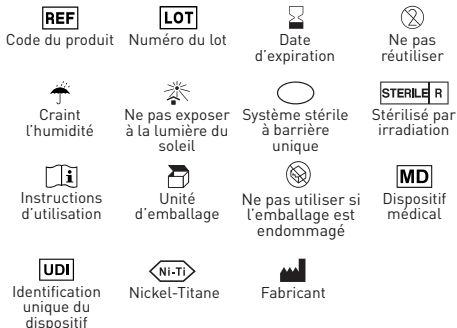 REF
LOT
Code du produit
Numéro du lot
Date
d'expiration
2
Ne pas
réutiliser
Craint
l'humidité
Ne pas exposer
à la lumière du
soleil
Système stérile
à barrière
unique
STERILE R
Stérilisé par
irradiation
i
Instructions
d'utilisation
Unité
d'emballage
Ne pas utiliser si
l'emballage est
endommagé
MD
Dispositif
médical
UDI
Identification
unique du
dispositif
Ni-Ti
Nickel-Titane
Fabricant